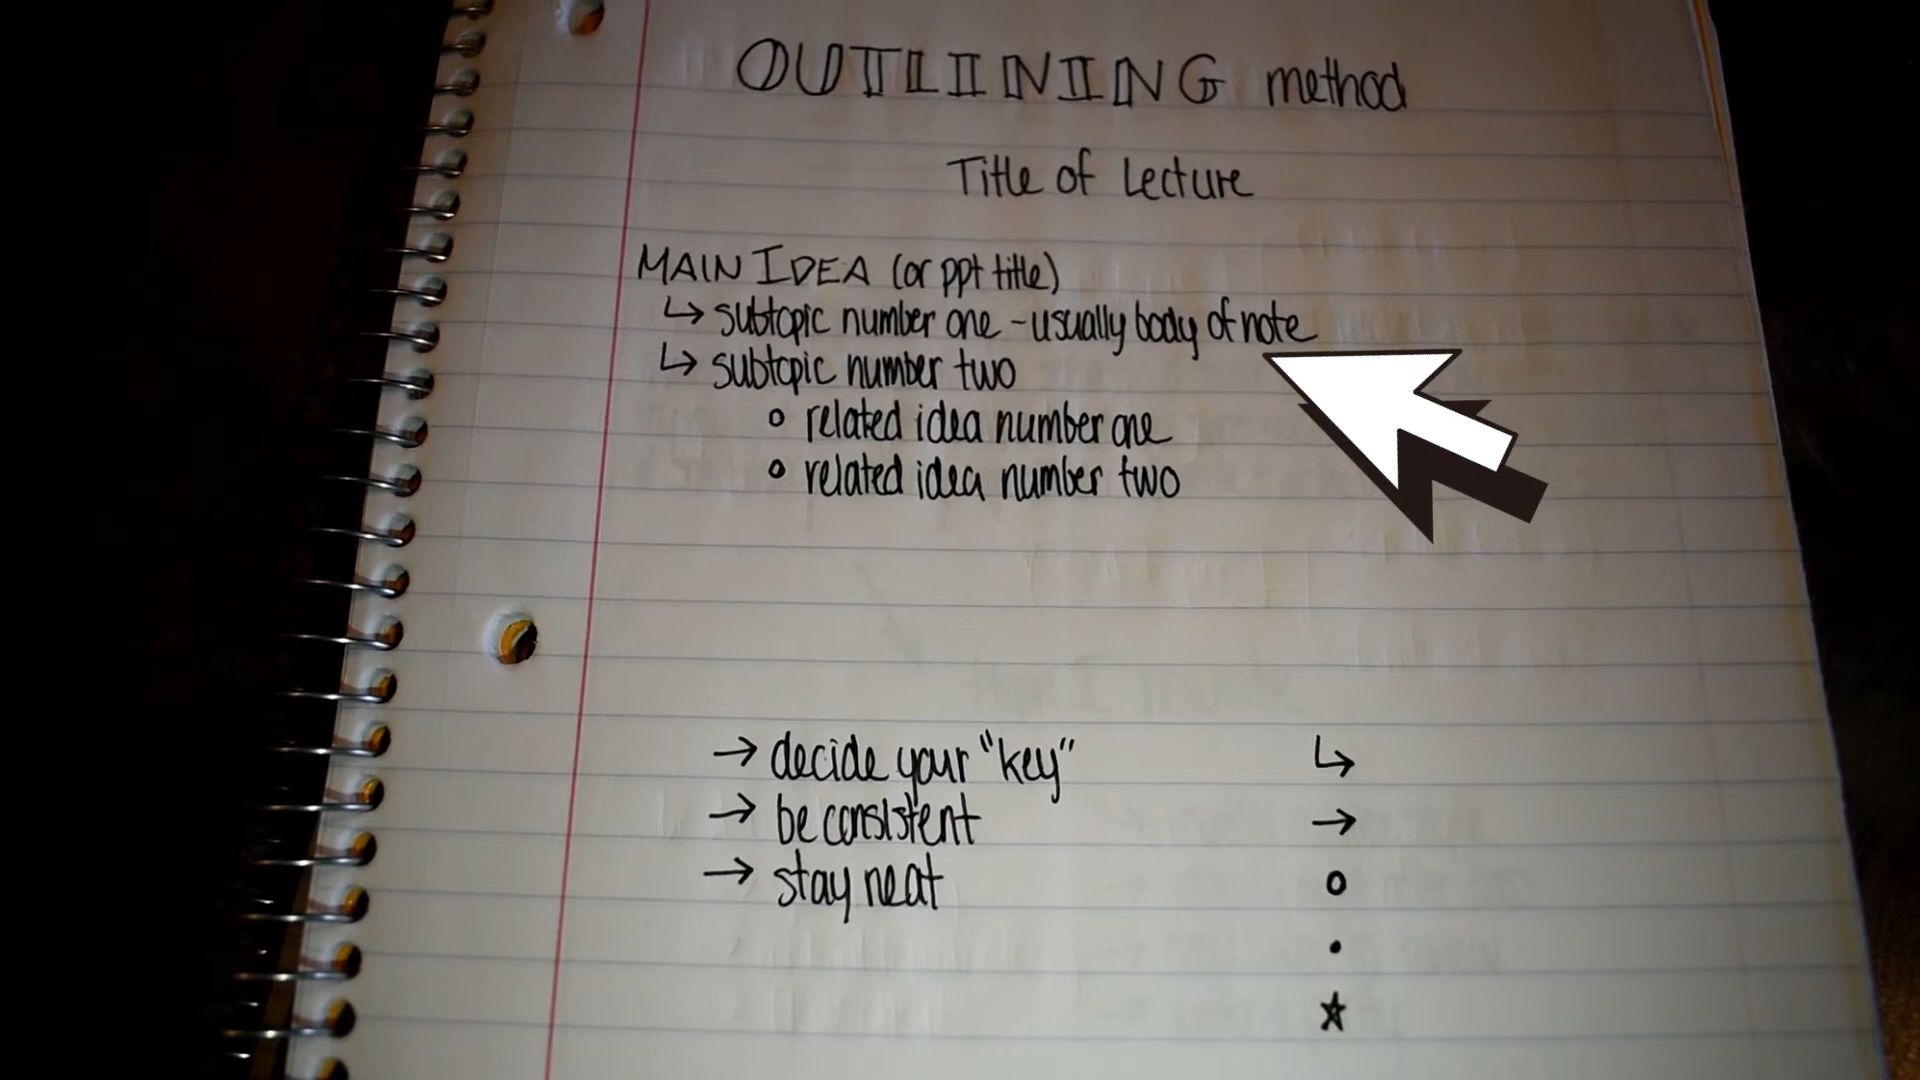 OUTLINING method
Title of Lecture
MAIN IDEA (or ppt title)
↳ subtopic number one - usually body of note
↳ subtopic number two
o related idea number one
o related idea number two
→ decide your "key"
→ be consistent
→ stay neat
↳
→
o
•
☆